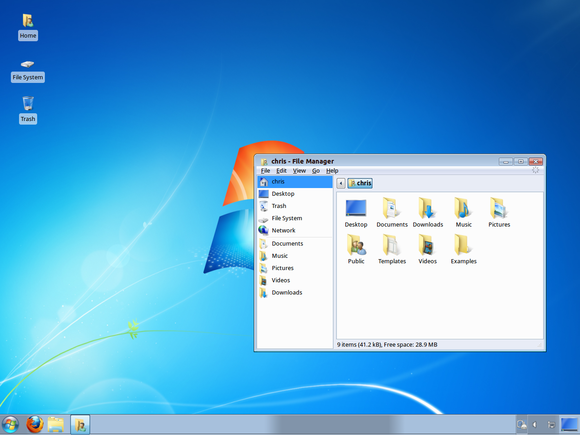 Home
File System
Trash
chris - File Manager
File Edit View Go Help
chris
Desktop
Trash
File System
Network
Documents
Music
Pictures
Videos
Downloads
chris
Desktop Documents Downloads Music Pictures
Public Templates Videos Examples
9 items (41.2 kB), Free space: 28.9 MB